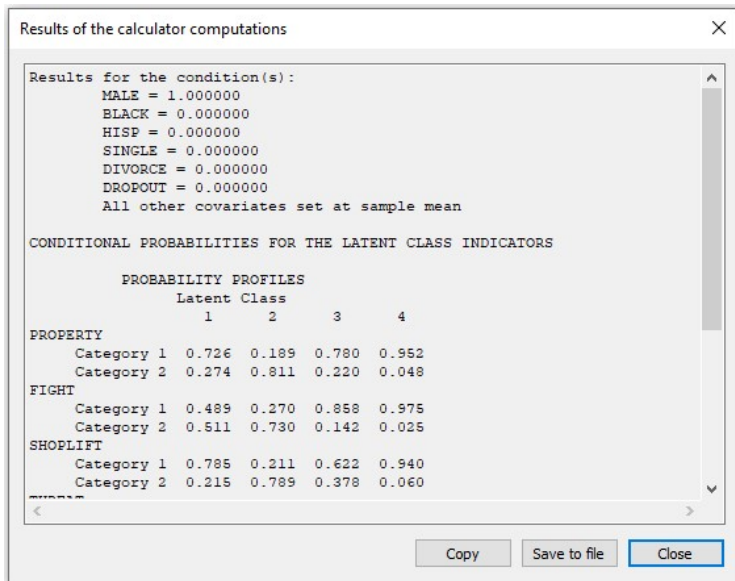 Results of the calculator computations
Results for the condition(s):
MALE = 1.000000
BLACK = 0.000000
HISP = 0.000000
SINGLE = 0.000000
DIVORCE = 0.000000
DROPOUT = 0.000000
All other covariates set at sample mean
CONDITIONAL PROBABILITIES FOR THE LATENT CLASS INDICATORS
PROBABILITY PROFILES
Latent Class
1 2 3 4
PROPERTY
Category 1 0.726 0.189 0.780 0.952
Category 2 0.274 0.811 0.220 0.048
FIGHT
Category 1 0.489 0.270 0.858 0.975
Category 2 0.511 0.730 0.142 0.025
SHOPLIFT
Category 1 0.785 0.211 0.622 0.940
Category 2 0.215 0.789 0.378 0.060
Copy Save to file Close